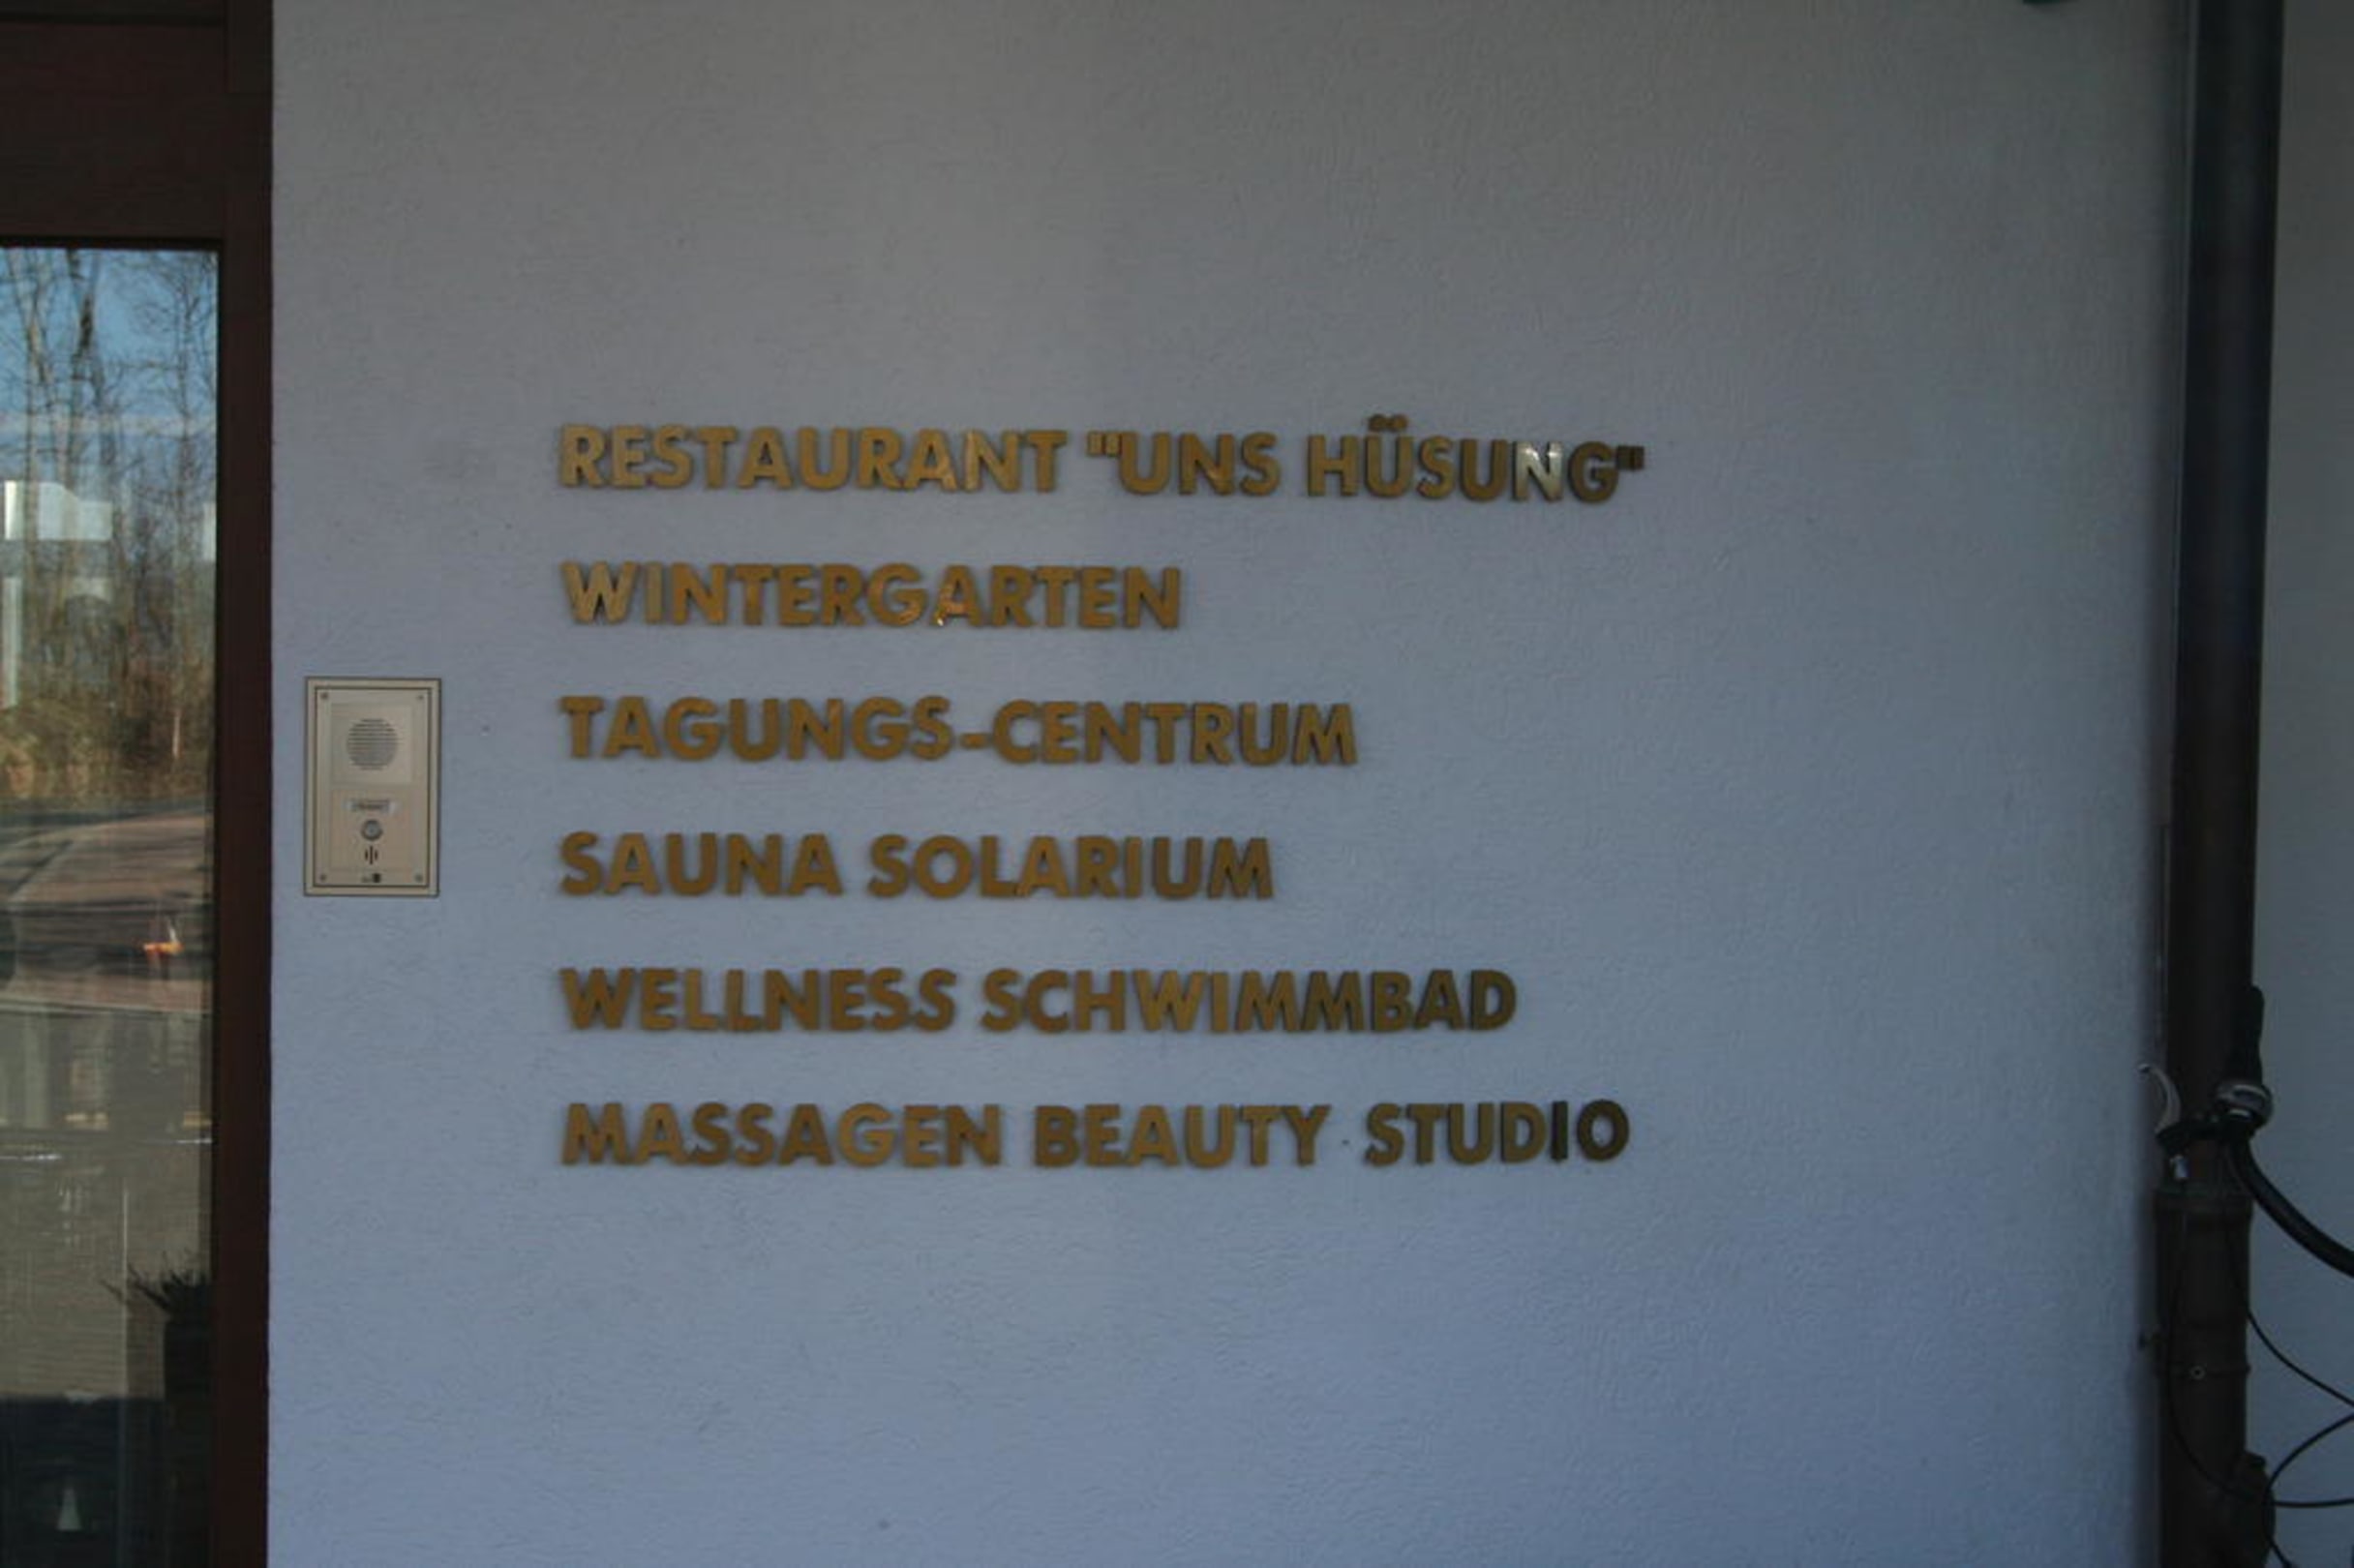 RESTAURANT "UNS HÜSUNG"
WINTERGARTEN
TAGUNGS-CENTRUM
SAUNA SOLARIUM
WELLNESS SCHWIMMBAD
MASSAGEN BEAUTY STUDIO